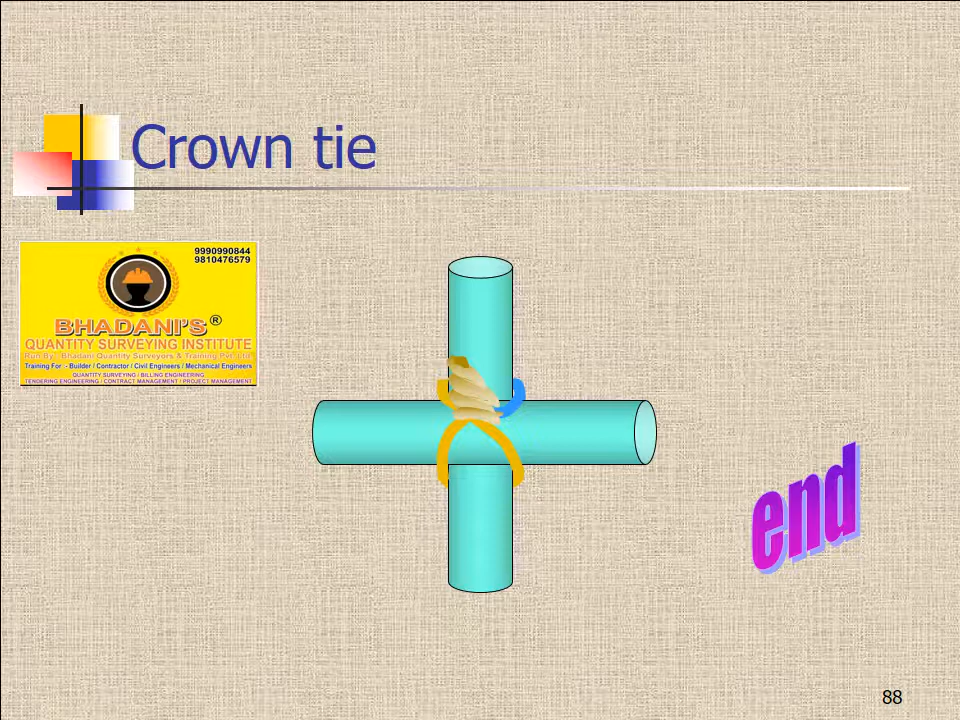 Crown tie
9990990844
9810476579
BHADANI'S ®
QUANTITY SURVEYING INSTITUTE
Run By:- Bhadani Quantity Surveyors & Training Pvt. Ltd.
Training For :- Builder / Contractor / Civil Engineers / Mechanical Engineers
QUANTITY SURVEYING / BILLING ENGINEERING
TENDERING ENGINEERING / CONTRACT MANAGEMENT / PROJECT MANAGEMENT
end
88